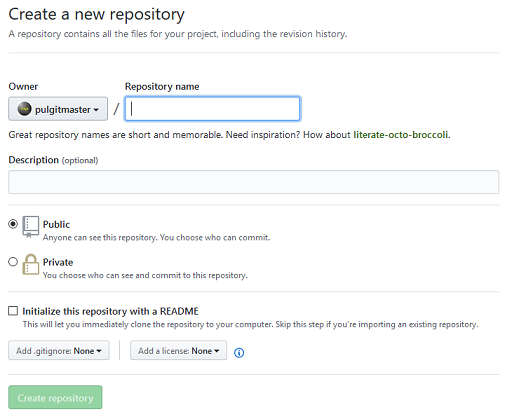 Create a new repository
A repository contains all the files for your project, including the revision history.
Owner
Repository name
pulgitmaster
/
Great repository names are short and memorable. Need inspiration? How about literate-octo-broccoli.
Description (optional)
Public
Anyone can see this repository. You choose who can commit.
Private
You choose who can see and commit to this repository.
Initialize this repository with a README
This will let you immediately clone the repository to your computer. Skip this step if you're importing an existing repository.
Add .gitignore: None
Add a license: None
Create repository